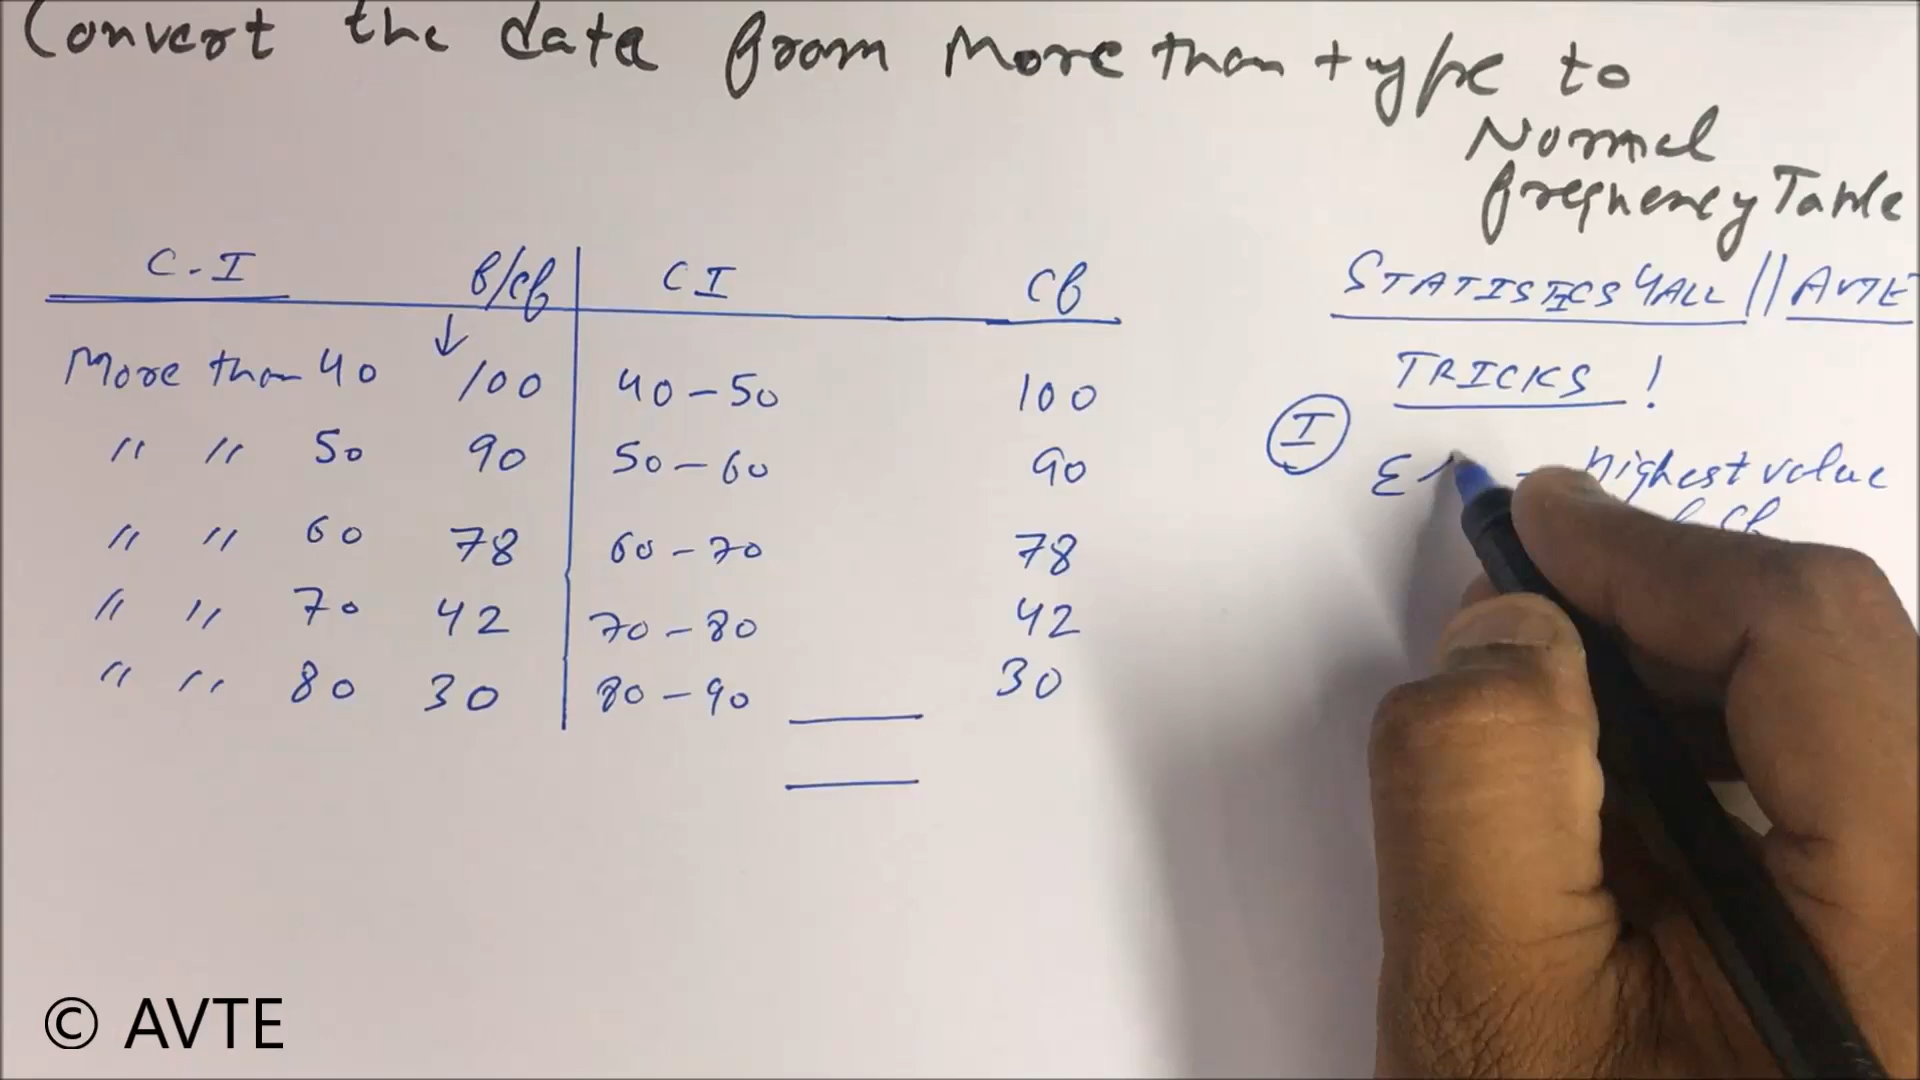 Convert the data from More than type to
Normal
frequency Table
C-I f/cf CI cf
More than 40 100 40-50 100
" " 50 90 50-60 90
" " 60 78 60-70 78
" " 70 42 70-80 42
" " 80 30 80-90 30
STATISTICS4ALL // AVTE
TRICKS !
I
highest value
cf
© AVTE